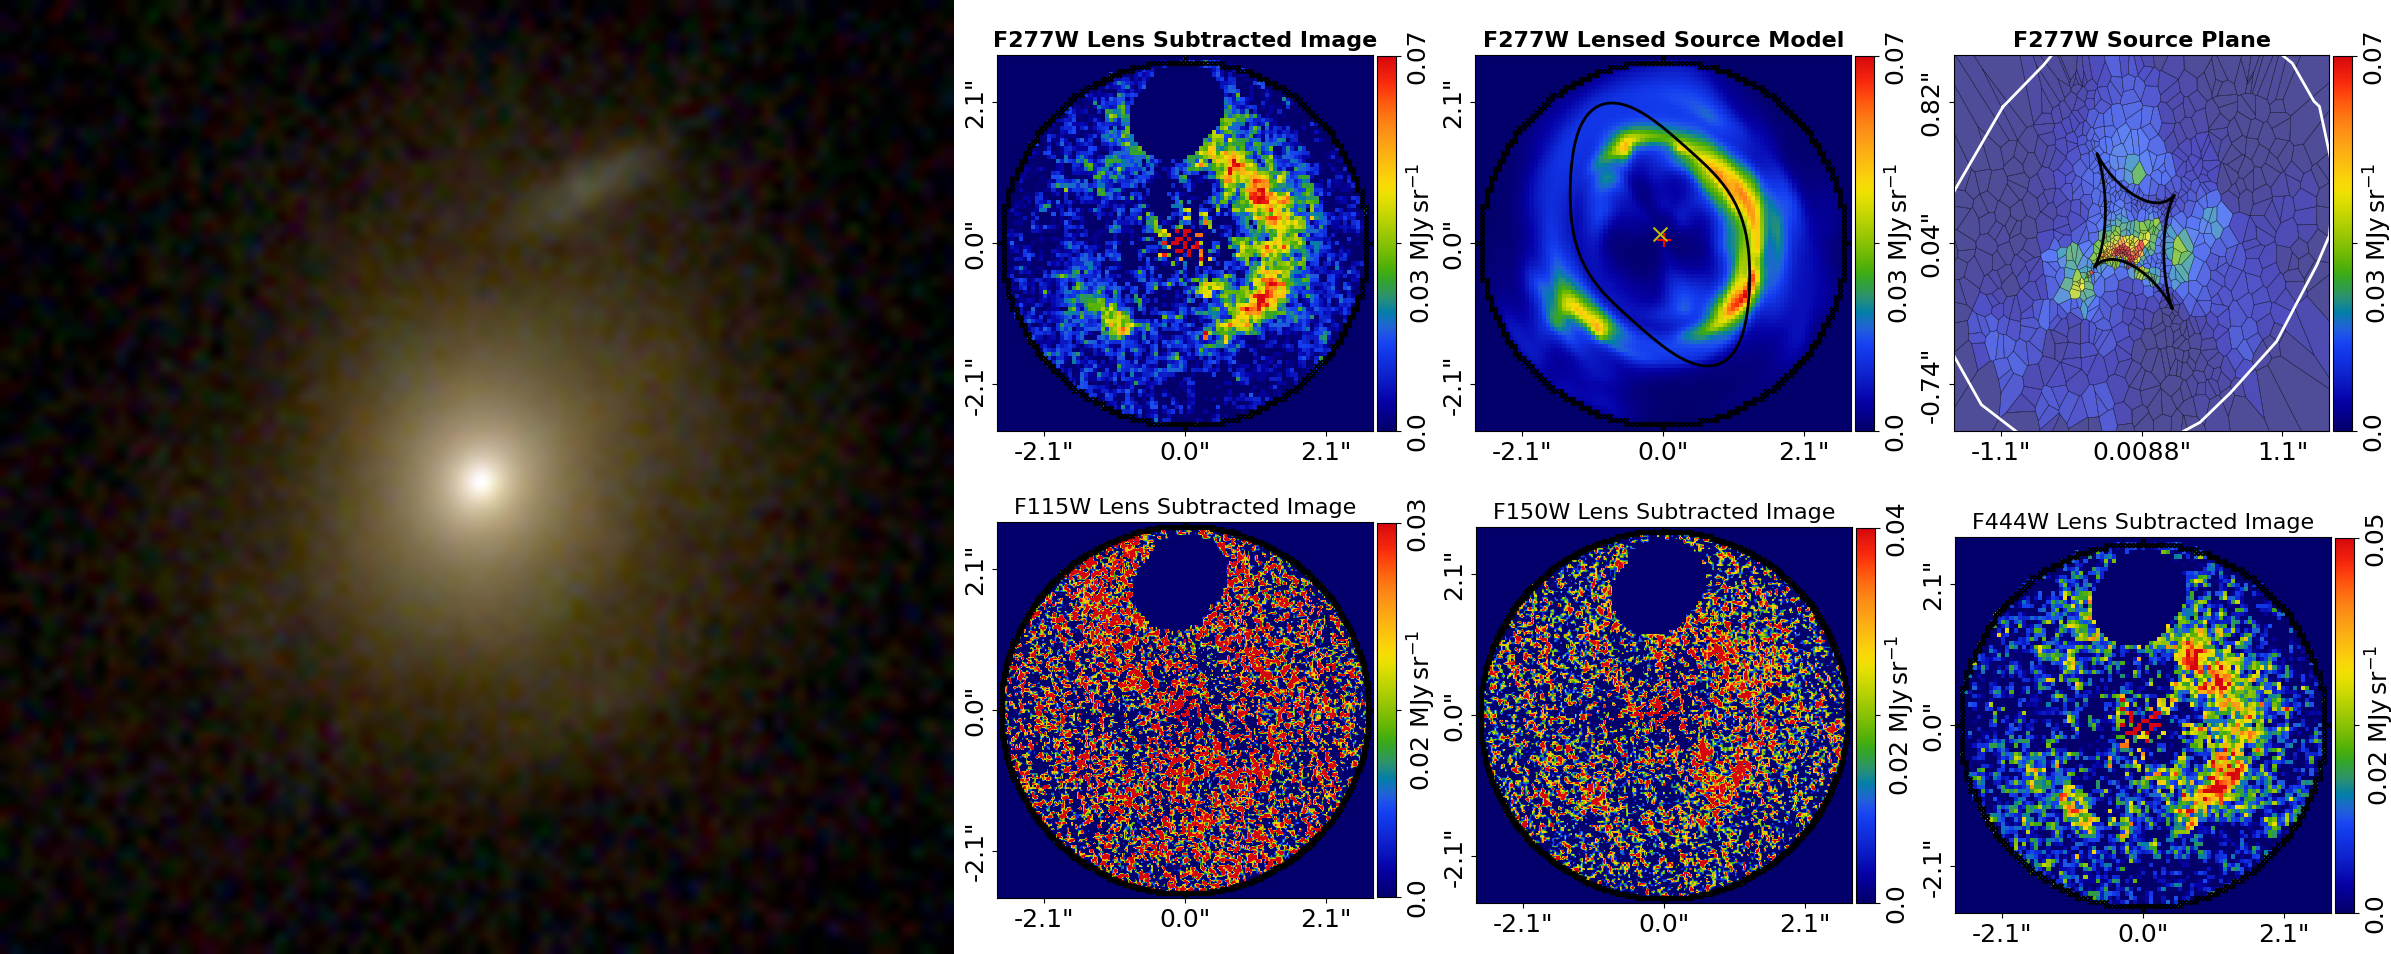 F277W Lens Subtracted Image
2.1"
0.0"
-2.1"
-2.1" 0.0" 2.1"
0.07
0.03 MJy sr⁻¹
0.0
F277W Lensed Source Model
2.1"
0.0"
-2.1"
-2.1" 0.0" 2.1"
0.07
0.03 MJy sr⁻¹
0.0
F277W Source Plane
0.82"
0.04"
-0.74"
-1.1" 0.0088" 1.1"
0.07
0.03 MJy sr⁻¹
0.0
F115W Lens Subtracted Image
2.1"
0.0"
-2.1"
-2.1" 0.0" 2.1"
0.03
0.02 MJy sr⁻¹
0.0
F150W Lens Subtracted Image
2.1"
0.0"
-2.1"
-2.1" 0.0" 2.1"
0.04
0.02 MJy sr⁻¹
0.0
F444W Lens Subtracted Image
2.1"
0.0"
-2.1"
-2.1" 0.0" 2.1"
0.05
0.02 MJy sr⁻¹
0.0